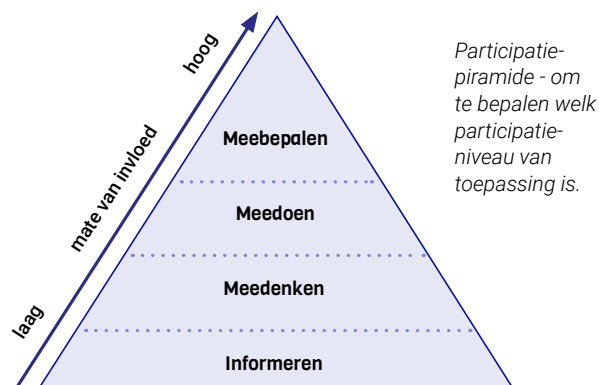 hoog
mate van invloed
laag
Meebepalen
Meedoen
Meedenken
Informeren
Participatie-
piramide - om
te bepalen welk
participatie-
niveau van
toepassing is.